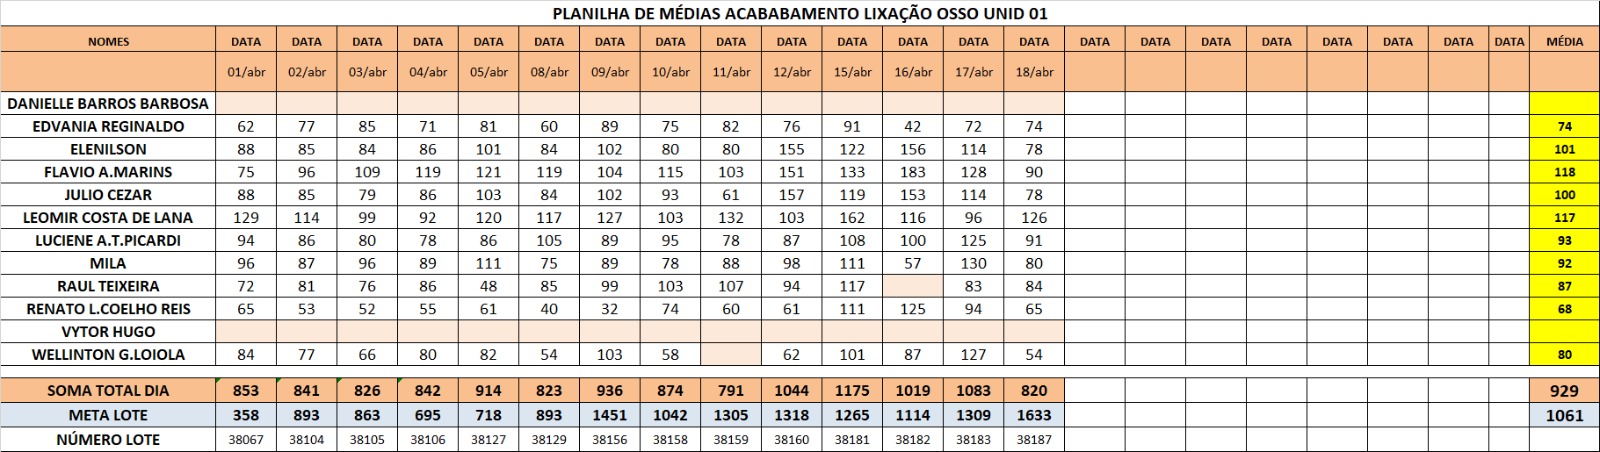 PLANILHA DE MÉDIAS ACABABAMENTO LIXAÇÃO OSSO UNID 01
NOMES DATA DATA DATA DATA DATA DATA DATA DATA DATA DATA DATA DATA DATA DATA DATA DATA DATA DATA DATA DATA DATA DATA MÉDIA
01/abr 02/abr 03/abr 04/abr 05/abr 08/abr 09/abr 10/abr 11/abr 12/abr 15/abr 16/abr 17/abr 18/abr
DANIELLE BARROS BARBOSA
EDVANIA REGINALDO 62 77 85 71 81 60 89 75 82 76 91 42 72 74 74
ELENILSON 88 85 84 86 101 84 102 80 80 155 122 156 114 78 101
FLAVIO A.MARINS 75 96 109 119 121 119 104 115 103 151 133 183 128 90 118
JULIO CEZAR 88 85 79 86 103 84 102 93 61 157 119 153 114 78 100
LEOMIR COSTA DE LANA 129 114 99 92 120 117 127 103 132 103 162 116 96 126 117
LUCIENE A.T.PICARDI 94 86 80 78 86 105 89 95 78 87 108 100 125 91 93
MILA 96 87 96 89 111 75 89 78 88 98 111 57 130 80 92
RAUL TEIXEIRA 72 81 76 86 48 85 99 103 107 94 117 83 84 87
RENATO L.COELHO REIS 65 53 52 55 61 40 32 74 60 61 111 125 94 65 68
VYTOR HUGO
WELLINTON G.LOIOLA 84 77 66 80 82 54 103 58 62 101 87 127 54 80
SOMA TOTAL DIA 853 841 826 842 914 823 936 874 791 1044 1175 1019 1083 820 929
META LOTE 358 893 863 695 718 893 1451 1042 1305 1318 1265 1114 1309 1633 1061
NÚMERO LOTE 38067 38104 38105 38106 38127 38129 38156 38158 38159 38160 38181 38182 38183 38187